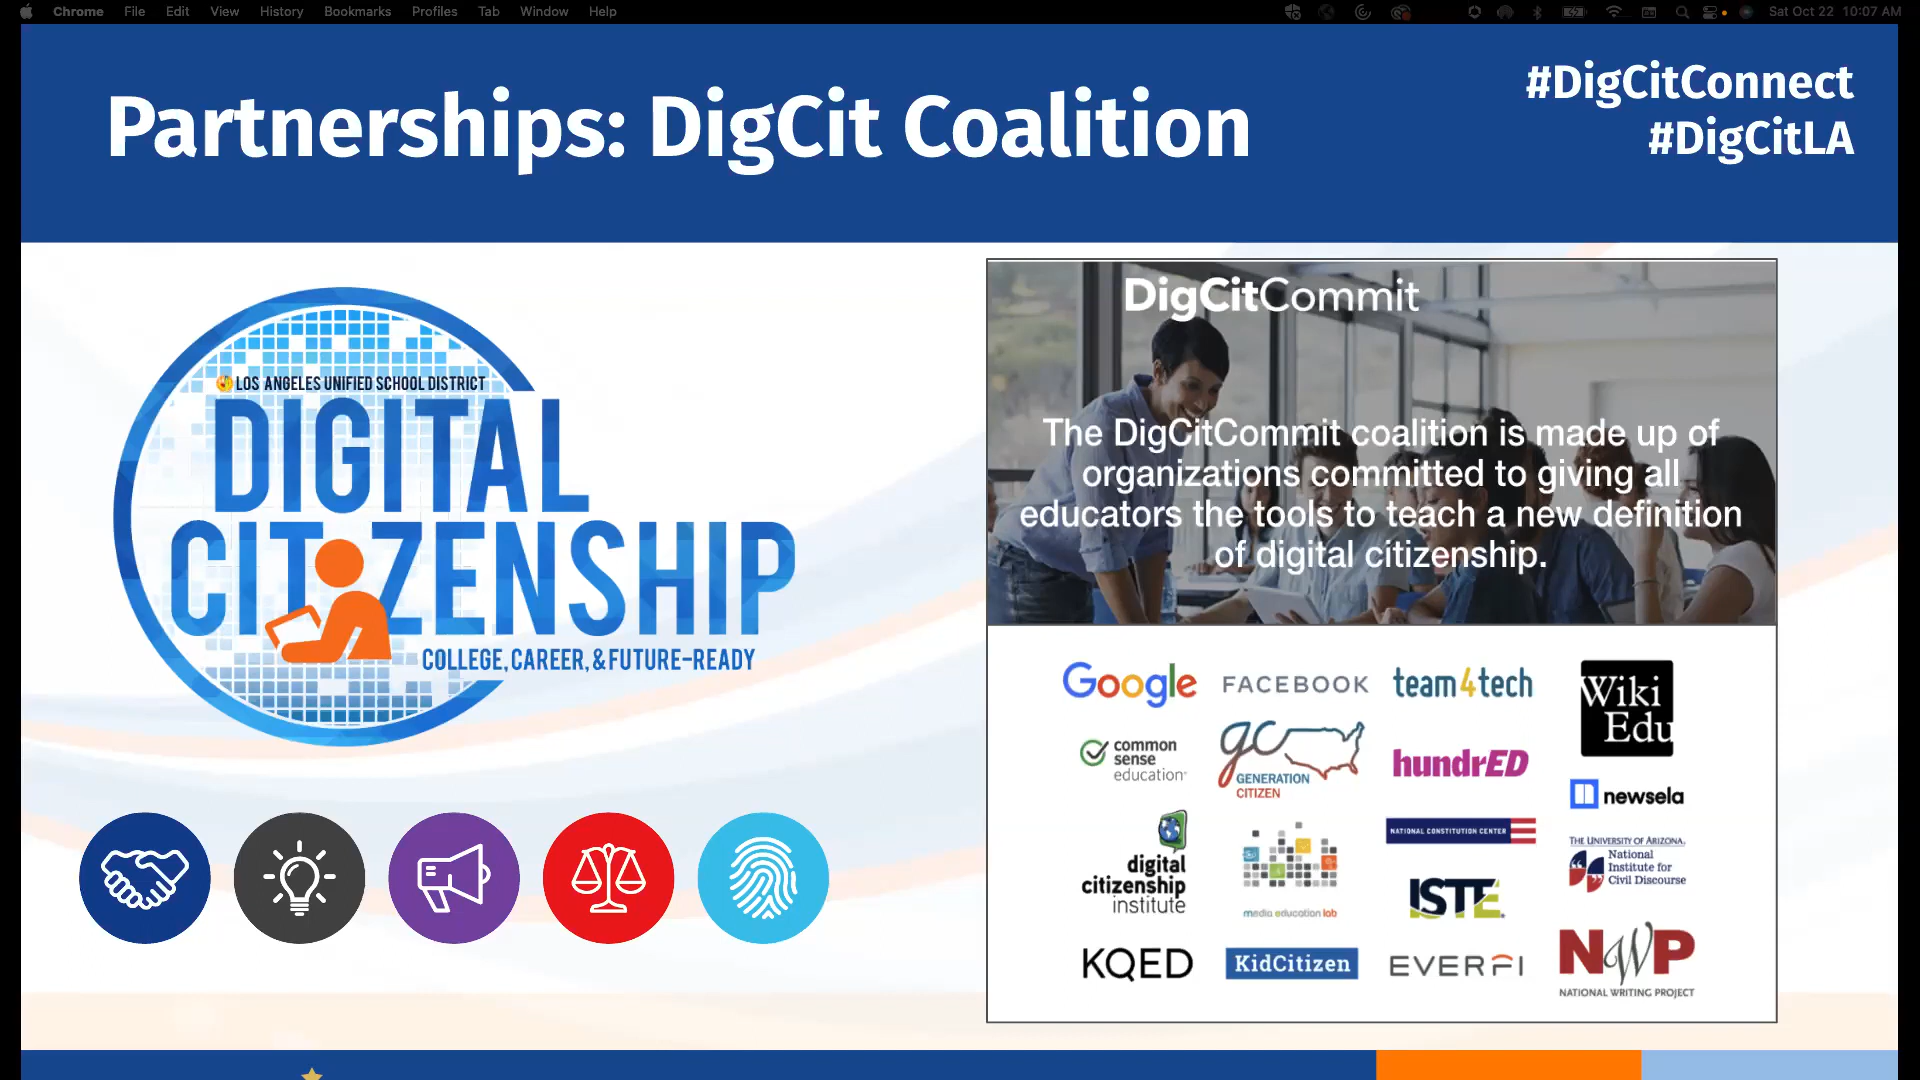 Chrome File Edit View History Bookmarks Profiles Tab Window Help
Sat Oct 22 10:07 AM
Partnerships: DigCit Coalition
#DigCitConnect
#DigCitLA
LOS ANGELES UNIFIED SCHOOL DISTRICT
DIGITAL
CITIZENSHIP
COLLEGE, CAREER, & FUTURE-READY
DigCitCommit
The DigCitCommit coalition is made up of
organizations committed to giving all
educators the tools to teach a new definition
of digital citizenship.
Google
FACEBOOK
team4tech
Wiki
Edu
common
sense
education
gc
GENERATION
CITIZEN
hundrED
newsela
digital
citizenship
institute
media education lab
NATIONAL CONSTITUTION CENTER
ISTE
THE UNIVERSITY OF ARIZONA.
National
Institute for
Civil Discourse
KQED
KidCitizen
EVERFI
NWP
NATIONAL WRITING PROJECT